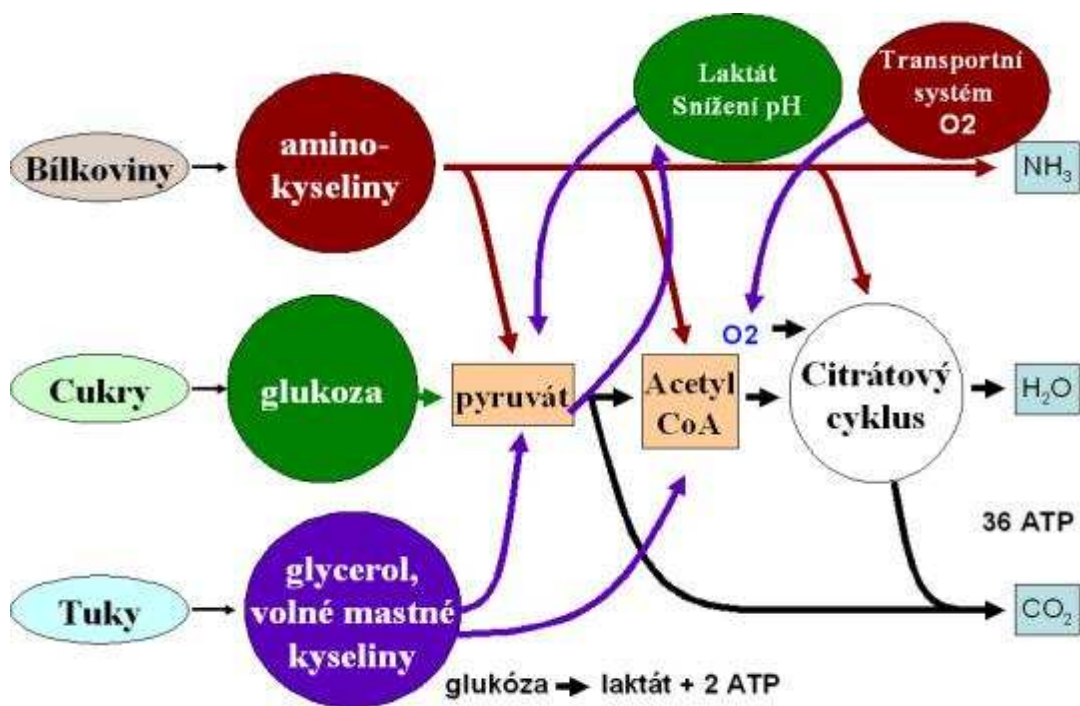 Laktát
Snížení pH
Transportní
systém
O2
Bílkoviny
amino-
kyseliny
NH₃
Cukry
glukoza
pyruvát
Acetyl
CoA
O2
Citrátový
cyklus
H₂O
36 ATP
Tuky
glycerol,
volné mastné
kyseliny
CO₂
glukóza → laktát + 2 ATP